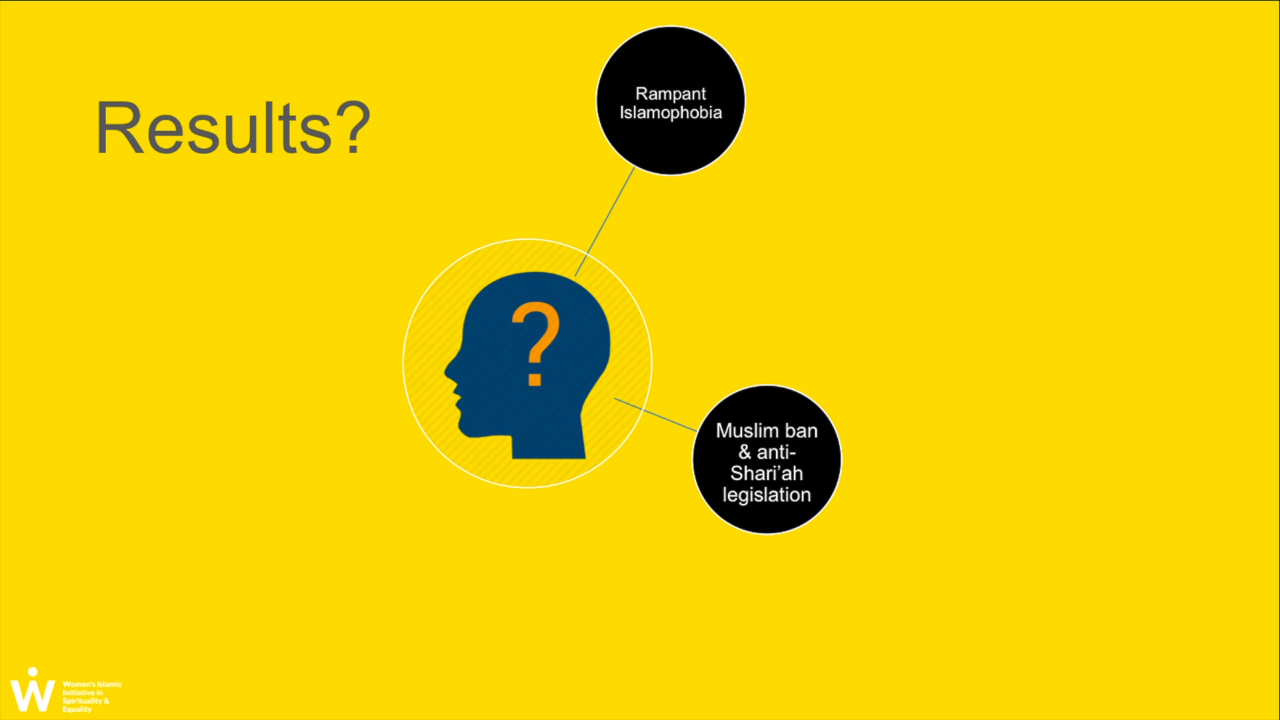 Results?
Rampant
Islamophobia
?
Muslim ban
& anti-
Shari’ah
legislation
W
Women's Islamic
Initiative in
Spirituality &
Equality